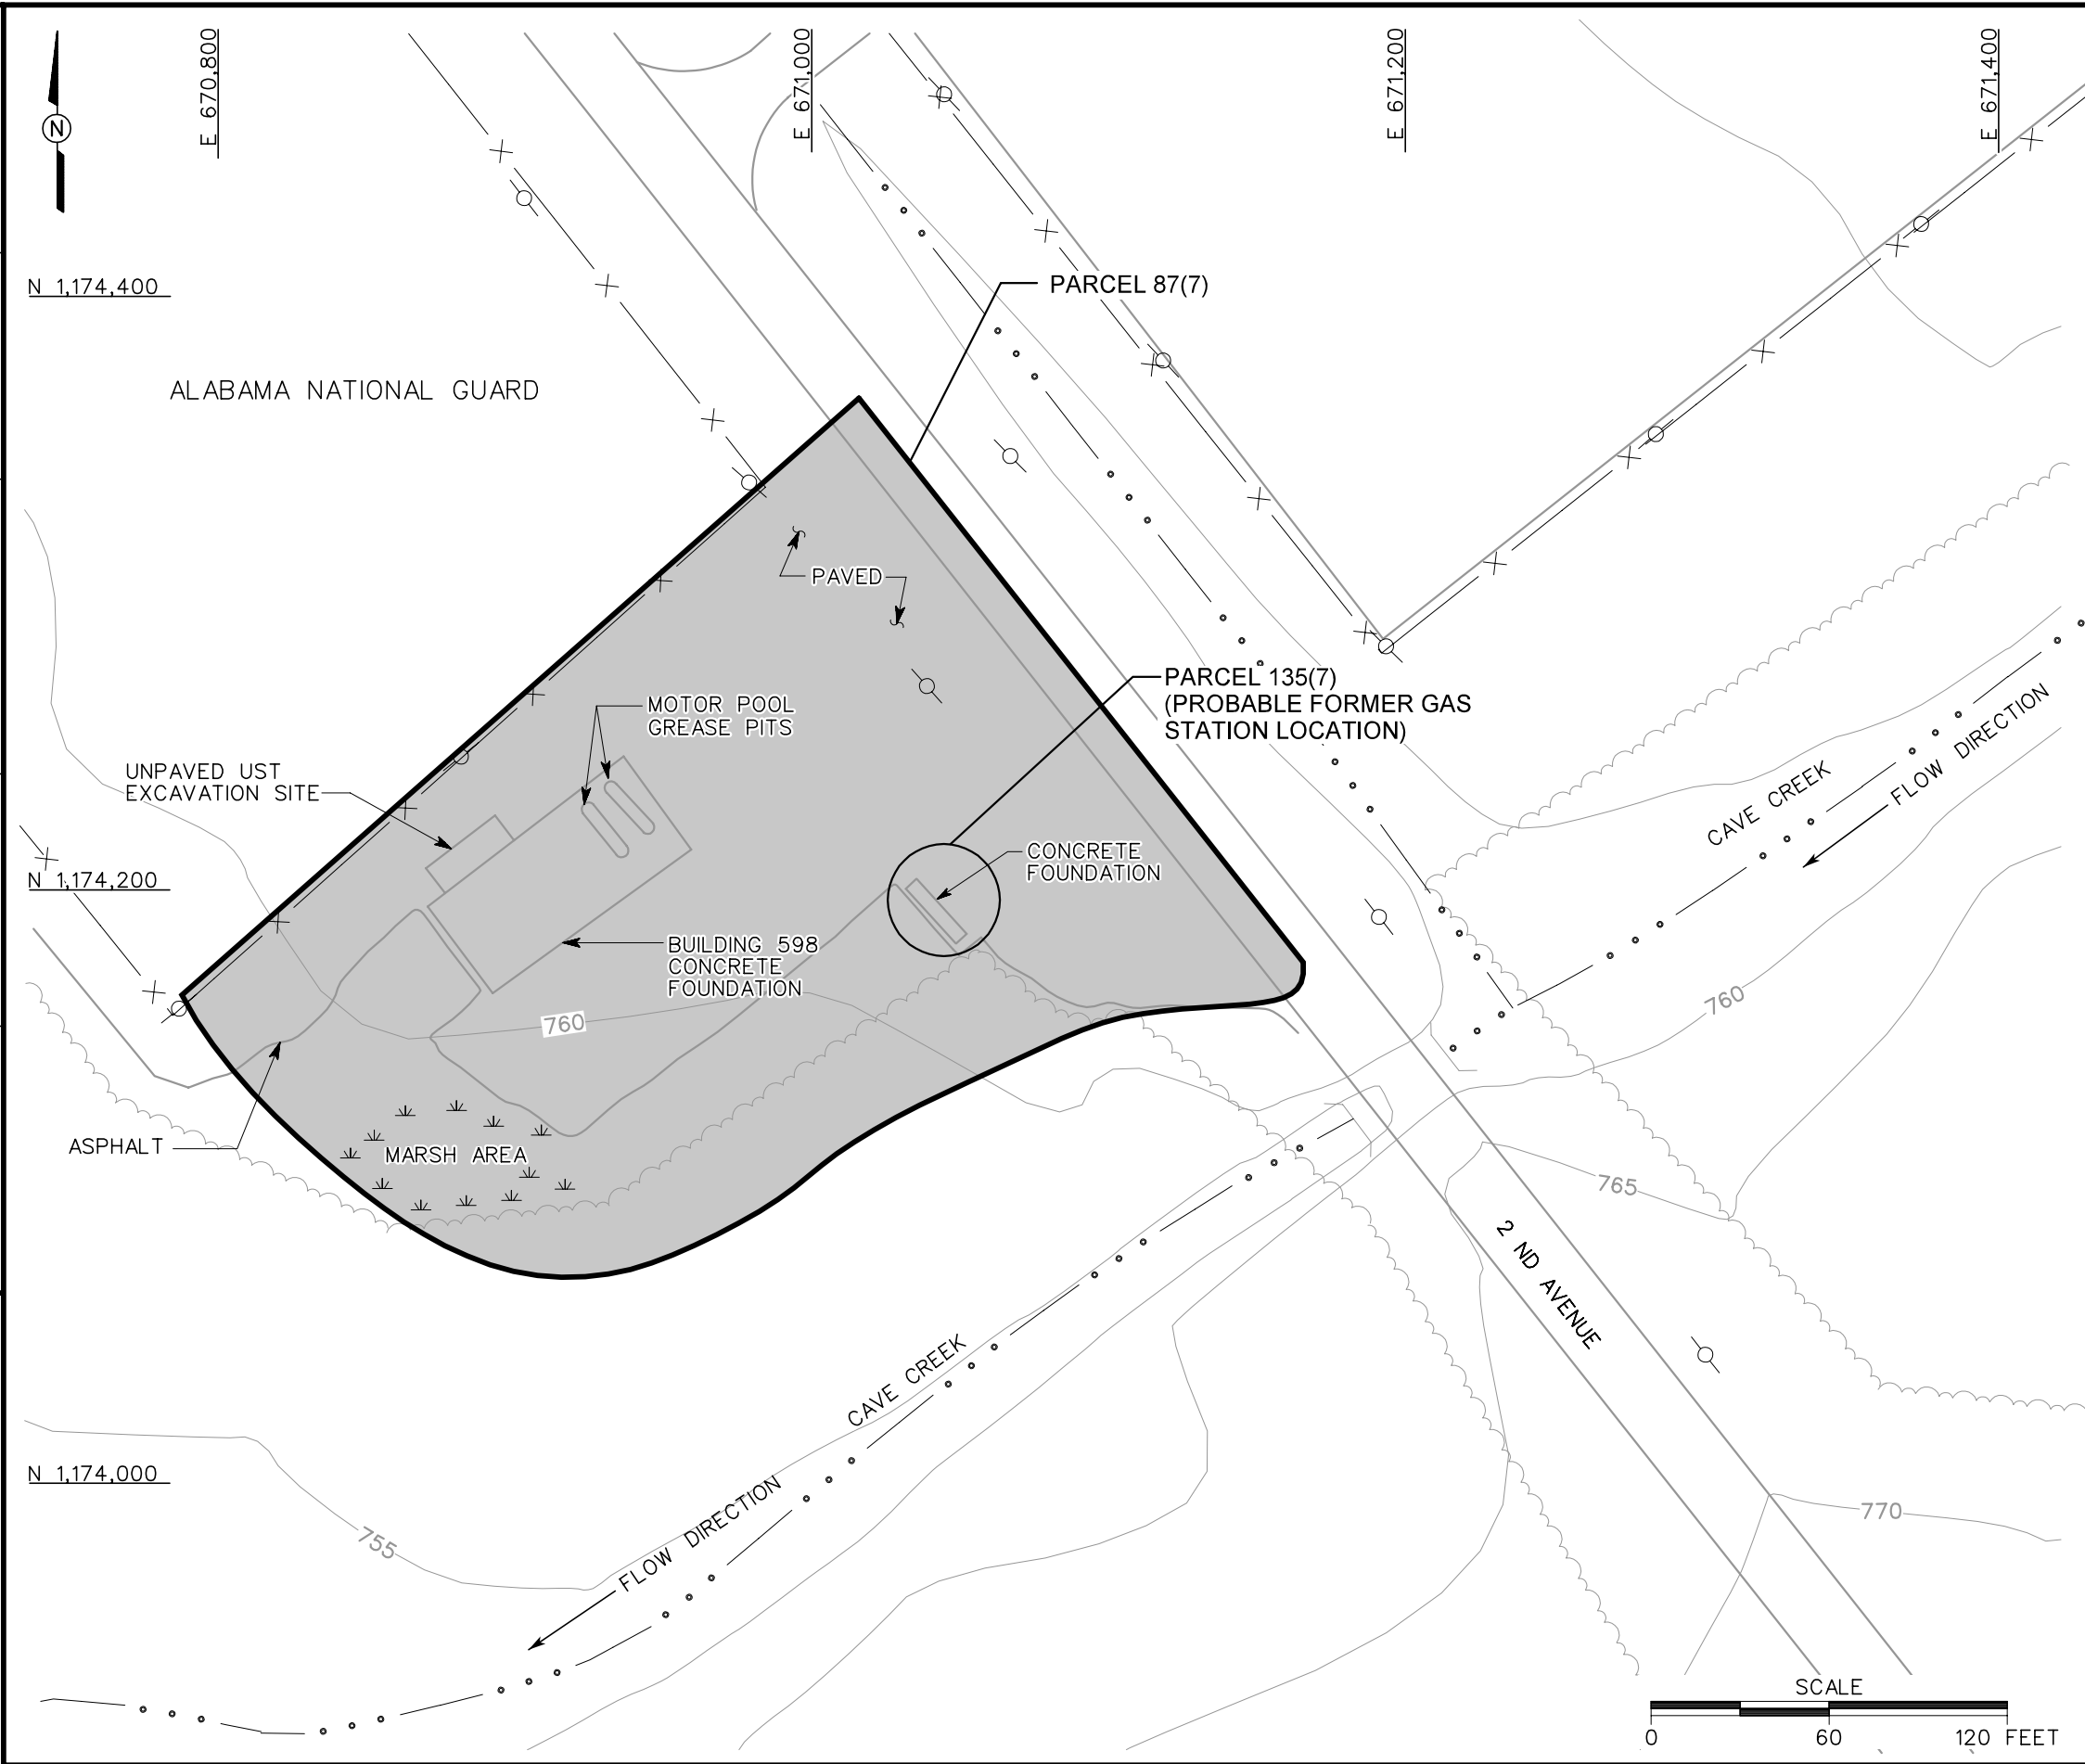 E 670,800
E 671,000
E 671,200
E 671,400
N
N 1,174,400
PARCEL 87(7)
ALABAMA NATIONAL GUARD
PAVED
PARCEL 135(7)
(PROBABLE FORMER GAS
STATION LOCATION)
MOTOR POOL
GREASE PITS
UNPAVED UST
EXCAVATION SITE
FLOW DIRECTION
CAVE CREEK
N 1,174,200
CONCRETE
FOUNDATION
BUILDING 598
CONCRETE
FOUNDATION
760
760
ASPHALT
MARSH AREA
765
2 ND AVENUE
CAVE CREEK
N 1,174,000
FLOW DIRECTION
755
770
SCALE
0 60 120 FEET